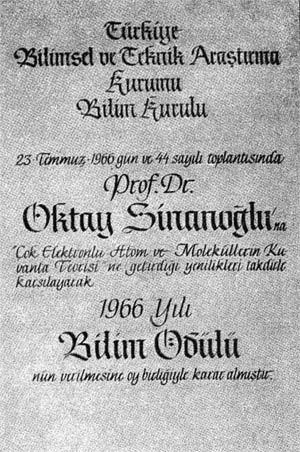 Türkiye
Bilimsel ve Teknik Araştırma
Kurumu
Bilim Kurulu
23-Temmuz-1966 gün ve 44 sayılı toplantısında
Prof. Dr.
Oktay Sinanoğlu'na
"Çok Elektronlu Atom ve Moleküllerin Ku-
vanta Teorisi" ne getirdiği yenilikleri takdirle
karşılayarak
1966 Yılı
Bilim Ödülü
nün verilmesine oy birliğiyle karar almıştır.